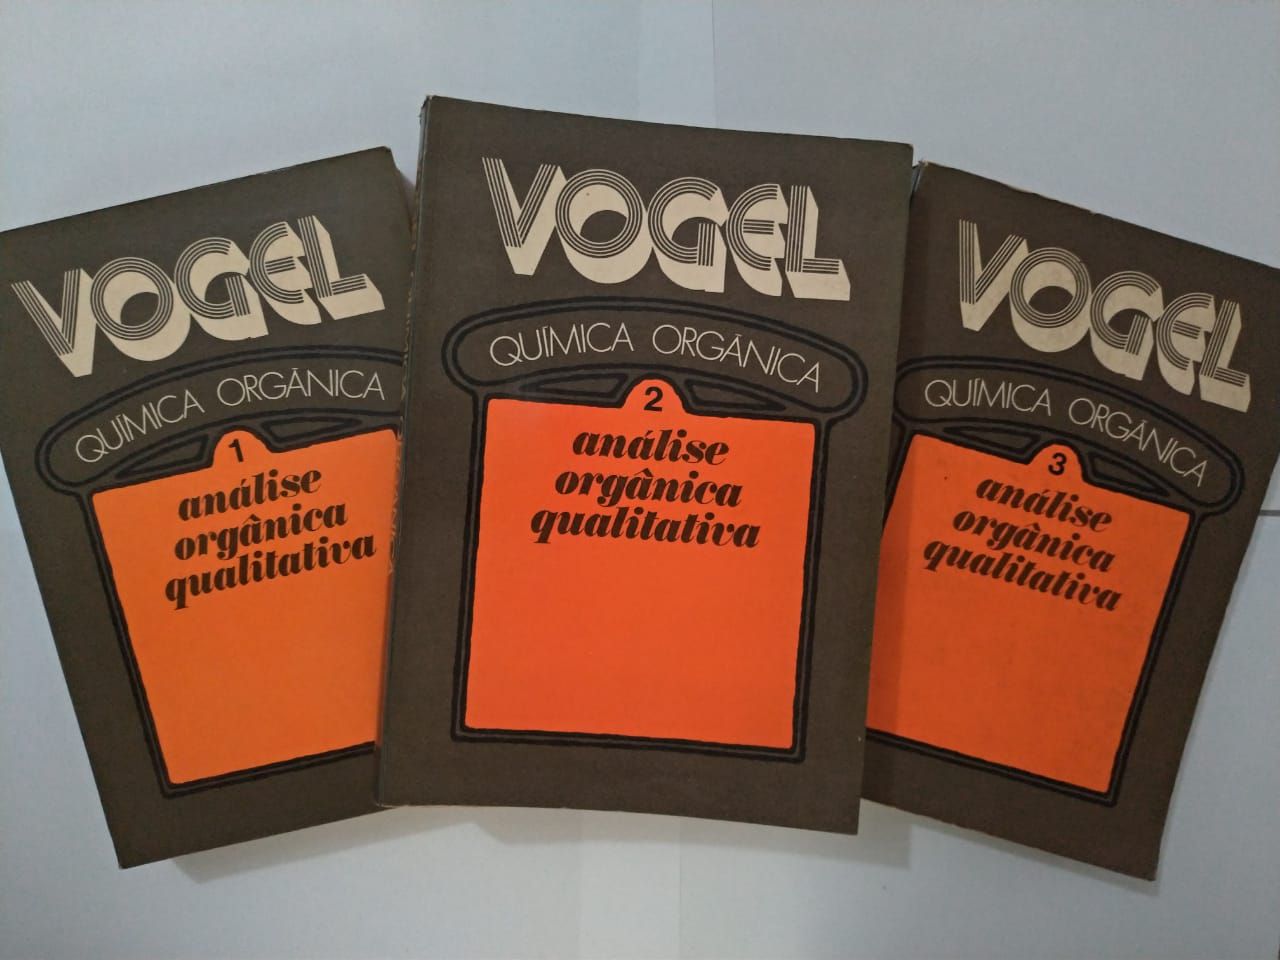 VOGEL
QUÍMICA ORGÂNICA
1
análise
orgânica
qualitativa
VOGEL
QUÍMICA ORGÂNICA
2
análise
orgânica
qualitativa
VOGEL
QUÍMICA ORGÂNICA
3
análise
orgânica
qualitativa